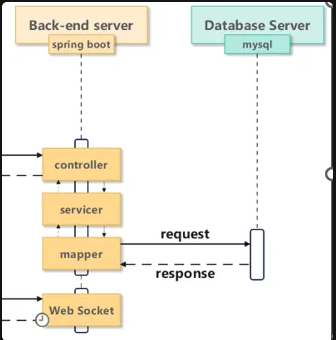 Back-end server
spring boot
Database Server
mysql
controller
servicer
request
mapper
response
Web Socket